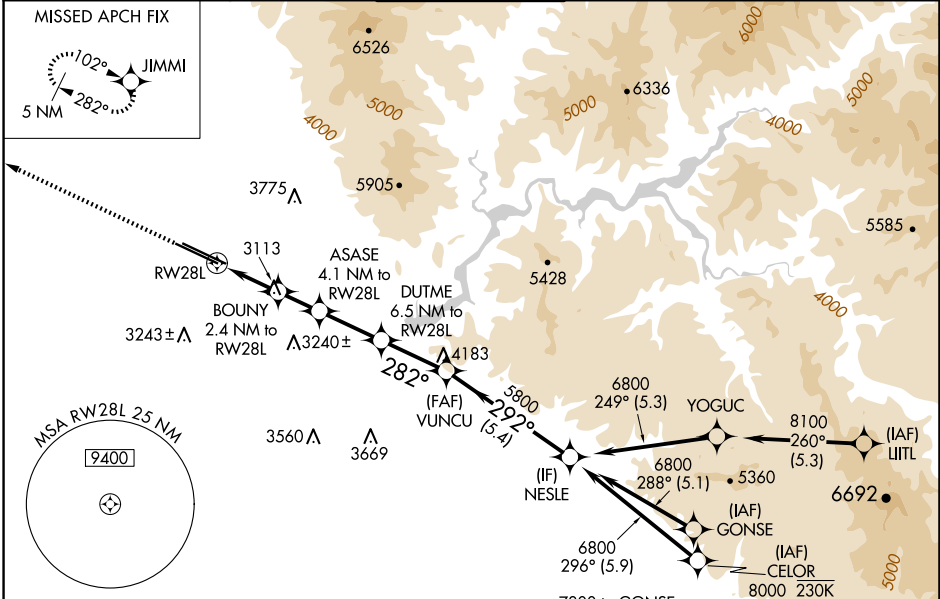 MISSED APCH FIX
102°
JIMMI
5 NM
282°
6526
6000
6336
5000
5000
5000
4000
4000
5905
3775
5585
3113
RW28L
ASASE
4.1 NM to
RW28L
5428
BOUNY
2.4 NM to
RW28L
DUTME
6.5 NM to
RW28L
4000
3243±
3240±
4183
282°
(FAF)
VUNCU
5800
292°
(5.4)
6800
249° (5.3)
YOGUC
8100
260°
(5.3)
(IAF)
LIITL
MSA RW28L 25 NM
9400
3560
3669
(IF)
NESLE
6800
288° (5.1)
5360
6692
(IAF)
GONSE
6800
296° (5.9)
(IAF)
CELOR
8000 230K
5000